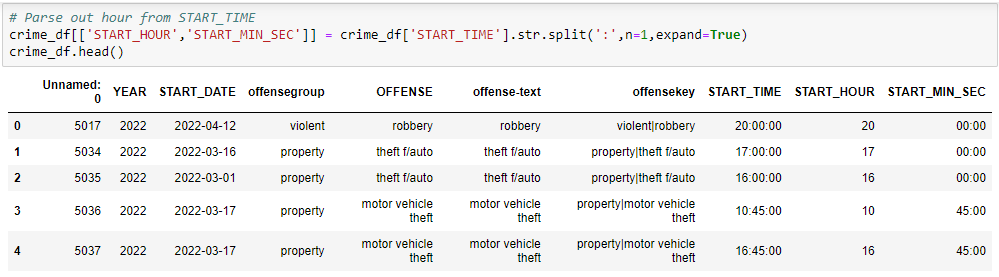 # Parse out hour from START_TIME
crime_df[['START_HOUR','START_MIN_SEC']] = crime_df['START_TIME'].str.split(':',n=1,expand=True)
crime_df.head()
Unnamed: 0 YEAR START_DATE offensegroup OFFENSE offense-text offensekey START_TIME START_HOUR START_MIN_SEC
0 5017 2022 2022-04-12 violent robbery robbery violent|robbery 20:00:00 20 00:00
1 5034 2022 2022-03-16 property theft f/auto theft f/auto property|theft f/auto 17:00:00 17 00:00
2 5035 2022 2022-03-01 property theft f/auto theft f/auto property|theft f/auto 16:00:00 16 00:00
3 5036 2022 2022-03-17 property motor vehicle theft motor vehicle theft property|motor vehicle theft 10:45:00 10 45:00
4 5037 2022 2022-03-17 property motor vehicle theft motor vehicle theft property|motor vehicle theft 16:45:00 16 45:00